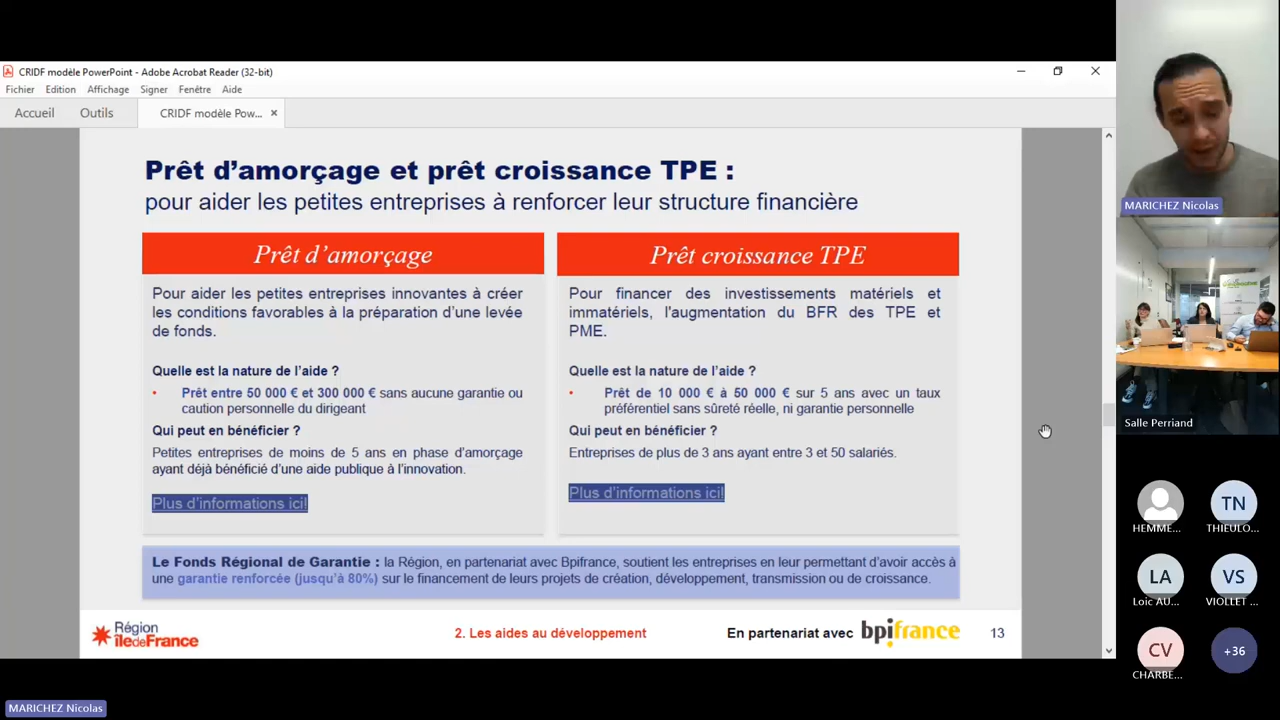 CRIDF modèle PowerPoint - Adobe Acrobat Reader (32-bit)
Fichier Edition Affichage Signer Fenêtre Aide
Accueil Outils CRIDF modèle Pow...
Prêt d’amorçage et prêt croissance TPE :
pour aider les petites entreprises à renforcer leur structure financière
Prêt d’amorçage
Pour aider les petites entreprises innovantes à créer
les conditions favorables à la préparation d’une levée
de fonds.
Quelle est la nature de l’aide ?
• Prêt entre 50 000 € et 300 000 € sans aucune garantie ou
caution personnelle du dirigeant
Qui peut en bénéficier ?
Petites entreprises de moins de 5 ans en phase d’amorçage
ayant déjà bénéficié d’une aide publique à l’innovation.
Plus d’informations ici!
Prêt croissance TPE
Pour financer des investissements matériels et
immatériels, l'augmentation du BFR des TPE et
PME.
Quelle est la nature de l’aide ?
• Prêt de 10 000 € à 50 000 € sur 5 ans avec un taux
préférentiel sans sûreté réelle, ni garantie personnelle
Qui peut en bénéficier ?
Entreprises de plus de 3 ans ayant entre 3 et 50 salariés.
Plus d’informations ici!
Le Fonds Régional de Garantie : la Région, en partenariat avec Bpifrance, soutient les entreprises en leur permettant d’avoir accès à
une garantie renforcée (jusqu’à 80%) sur le financement de leurs projets de création, développement, transmission ou de croissance.
Région
îledeFrance
2. Les aides au développement
En partenariat avec bpifrance
13
MARICHEZ Nicolas
Salle Perriand
TN
HEMME... THIEULO...
LA VS
Loic AU... VIOLLET ...
CV +36
CHARBE...
MARICHEZ Nicolas